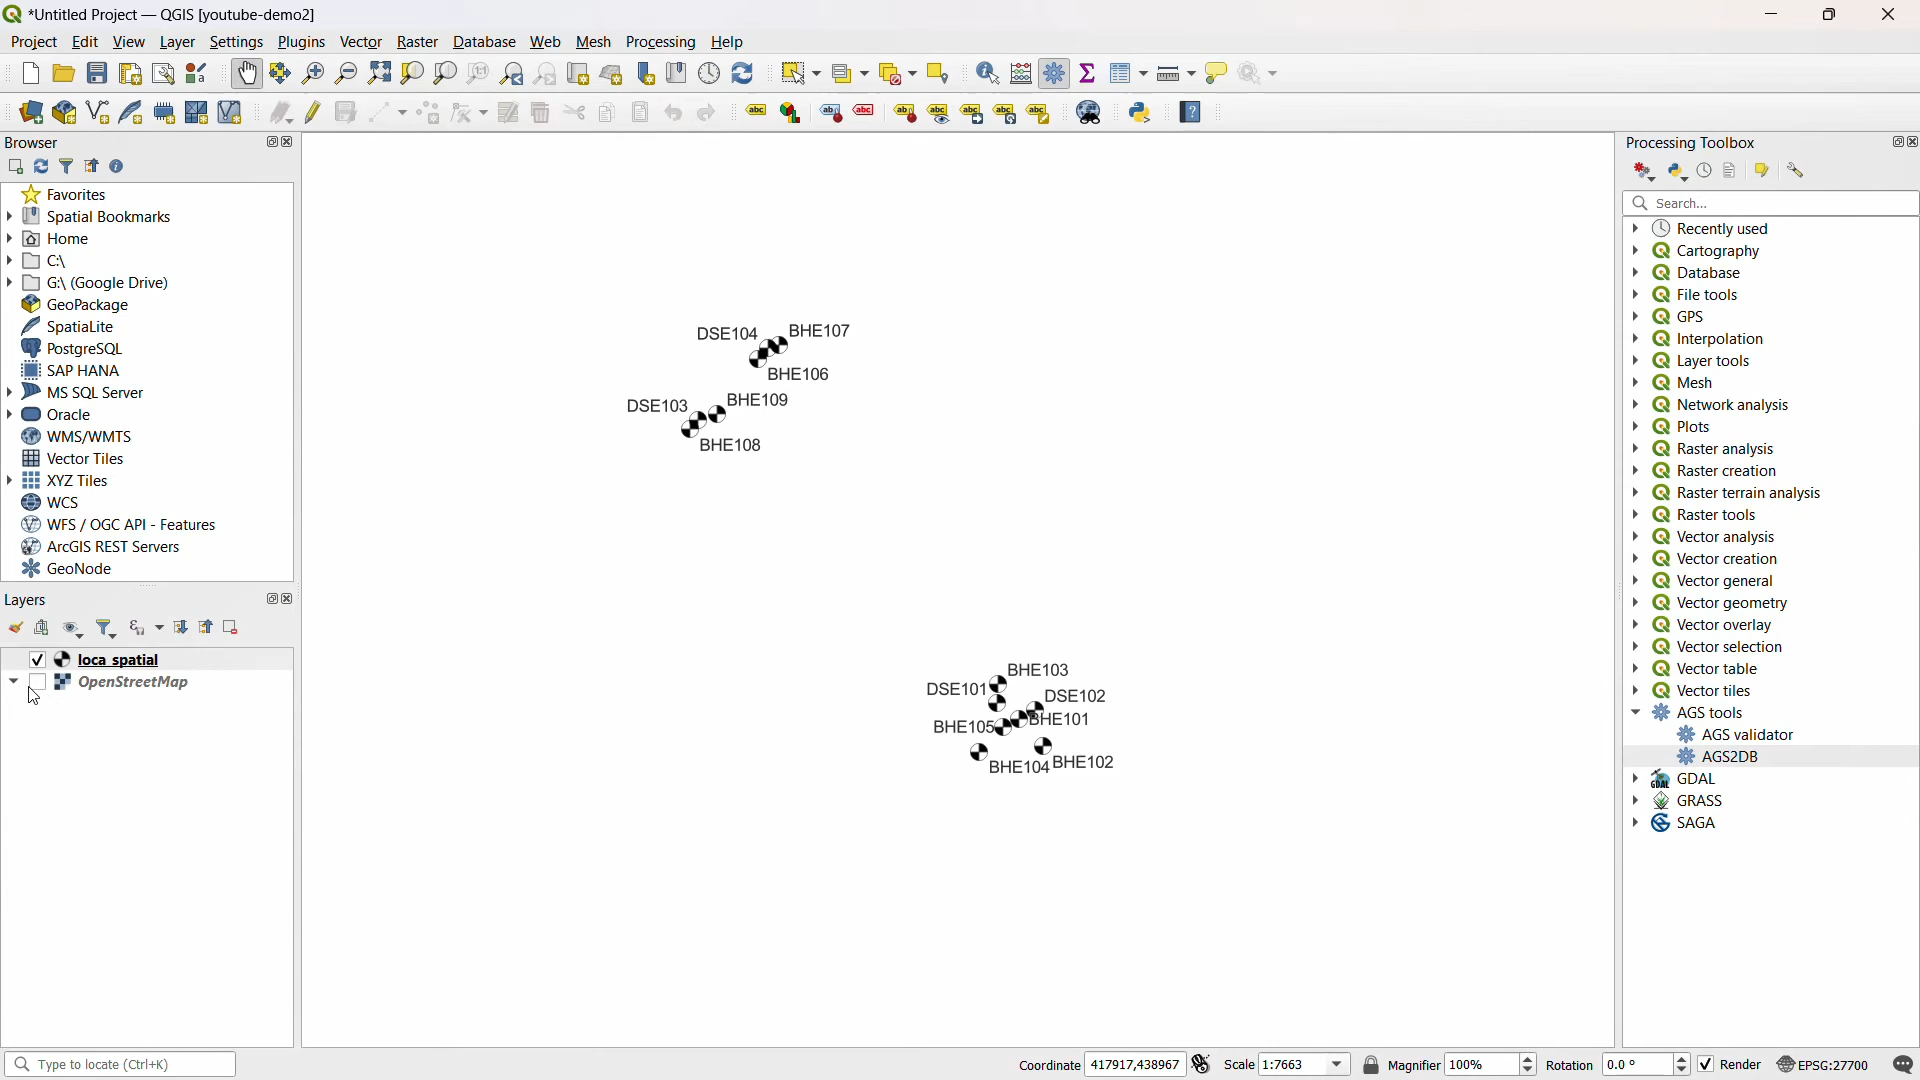 *Untitled Project — QGIS [youtube-demo2]
Project Edit View Layer Settings Plugins Vector Raster Database Web Mesh Processing Help
Browser
Favorites
Spatial Bookmarks
Home
C:\
G:\ (Google Drive)
GeoPackage
SpatiaLite
PostgreSQL
SAP HANA
MS SQL Server
Oracle
WMS/WMTS
Vector Tiles
XYZ Tiles
WCS
WFS / OGC API - Features
ArcGIS REST Servers
GeoNode
Layers
loca_spatial
OpenStreetMap
DSE104
BHE107
BHE106
DSE103
BHE109
BHE108
BHE103
DSE101
DSE102
BHE105
BHE101
BHE104
BHE102
Processing Toolbox
Search...
Recently used
Cartography
Database
File tools
GPS
Interpolation
Layer tools
Mesh
Network analysis
Plots
Raster analysis
Raster creation
Raster terrain analysis
Raster tools
Vector analysis
Vector creation
Vector general
Vector geometry
Vector overlay
Vector selection
Vector table
Vector tiles
AGS tools
AGS validator
AGS2DB
GDAL
GRASS
SAGA
Type to locate (Ctrl+K)
Coordinate 417917,438967 Scale 1:7663 Magnifier 100% Rotation 0.0 ° Render EPSG:27700